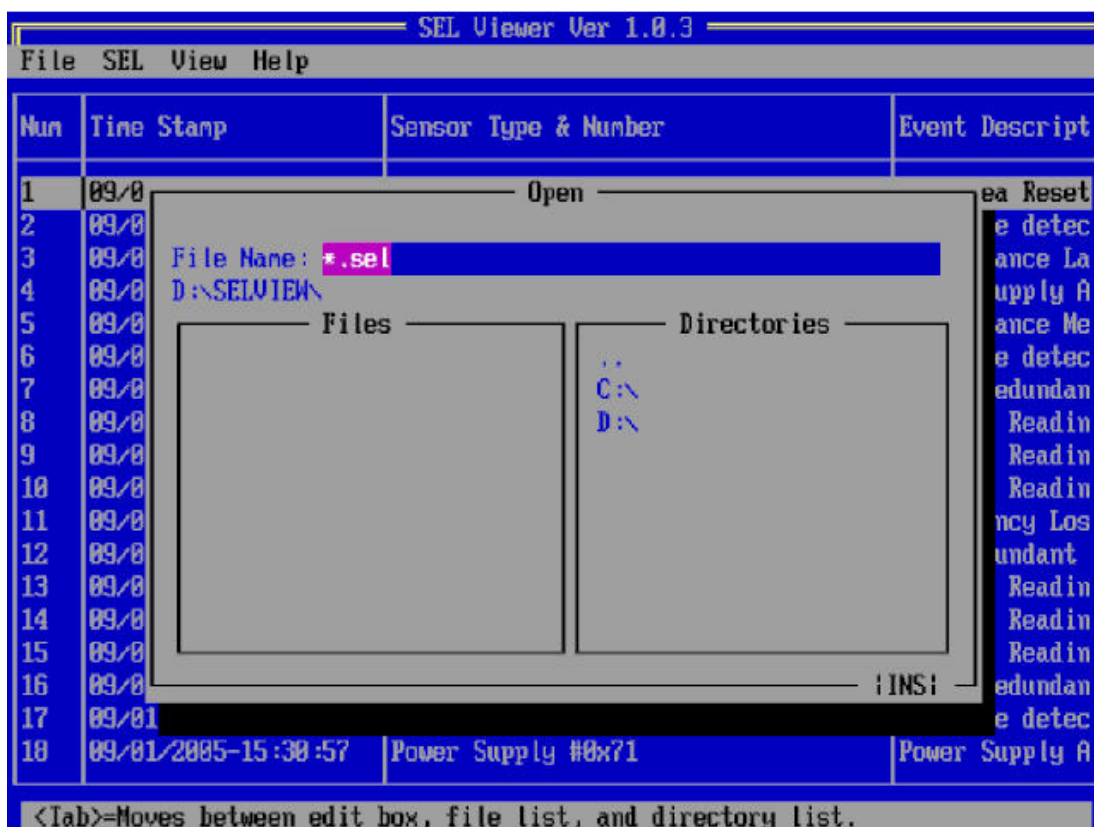 SEL Viewer Ver 1.0.3
File SEL View Help
Num Time Stamp Sensor Type & Number Event Descript
1 09/0 Open ea Reset
2 09/0 e detec
3 09/0 File Name: *.sel ance La
4 09/0 D:\SELVIEW\ upply A
5 09/0 Files Directories ance Me
6 09/0 .. e detec
7 09/0 C:\ edundan
8 09/0 D:\ Readin
9 09/0 Readin
10 09/0 Readin
11 09/0 ncy Los
12 09/0 undant
13 09/0 Readin
14 09/0 Readin
15 09/0 Readin
16 09/0 |INS| edundan
17 09/01 e detec
18 09/01/2005-15:30:57 Power Supply #0x71 Power Supply A
<Tab>=Moves between edit box, file list, and directory list.